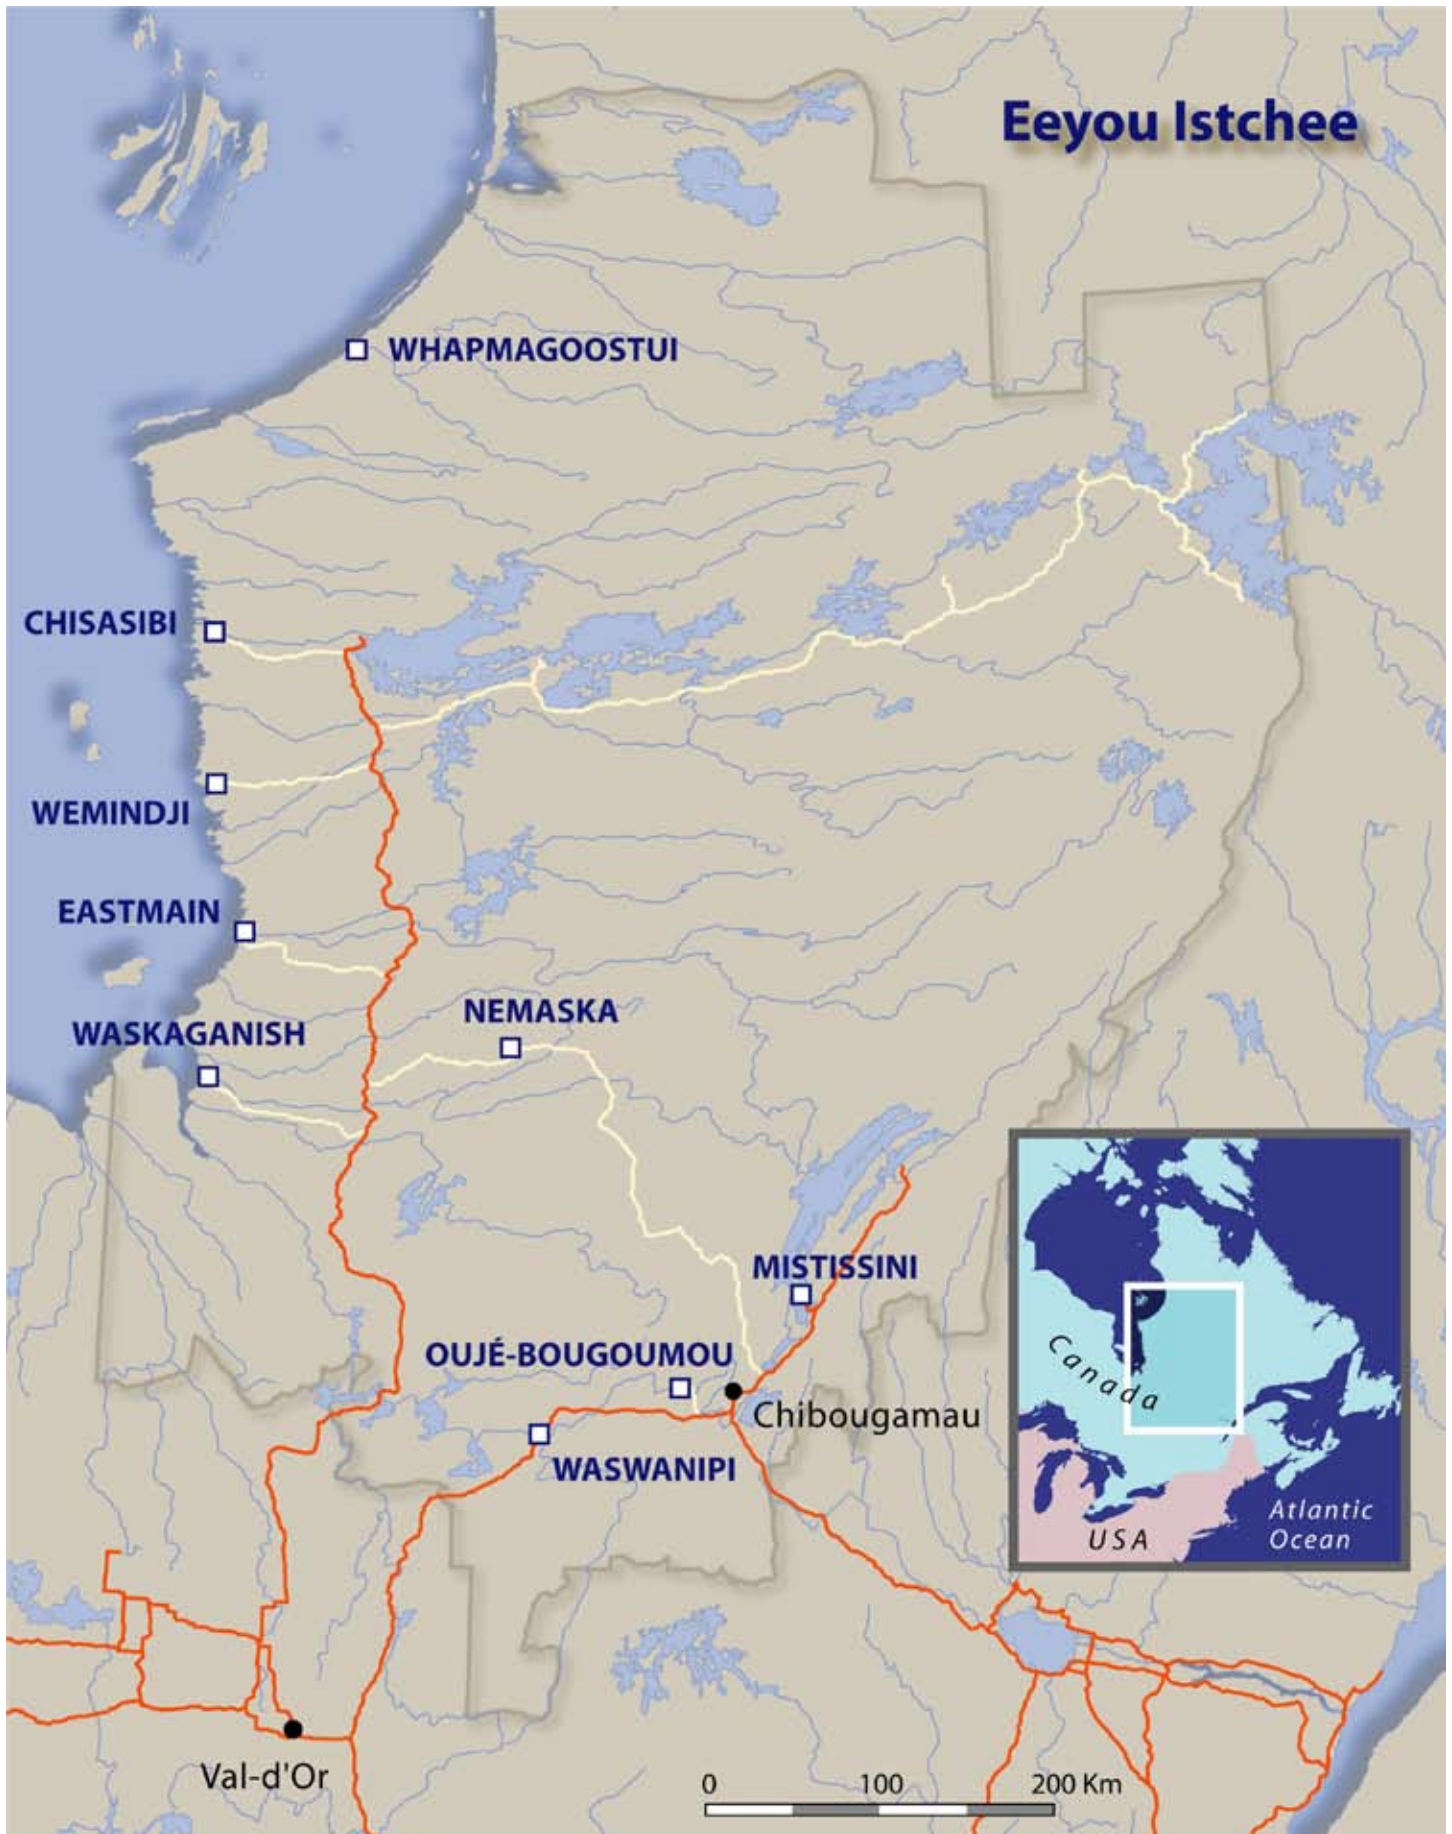 Eeyou Istchee
WHAPMAGOOSTUI
CHISASIBI
WEMINDJI
EASTMAIN
NEMASKA
WASKAGANISH
MISTISSINI
OUJÉ-BOUGOUMOU
Chibougamau
WASWANIPI
Canada
USA
Atlantic
Ocean
Val-d'Or
0 100 200 Km